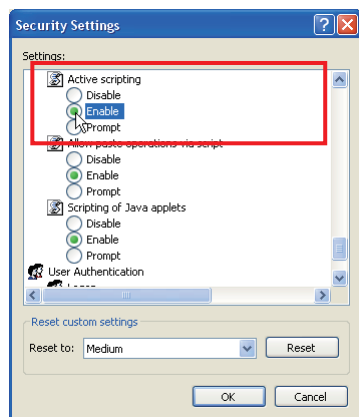 Security Settings
Settings:
Active scripting
Disable
Enable
Prompt
Allow paste operations via script
Disable
Enable
Prompt
Scripting of Java applets
Disable
Enable
Prompt
User Authentication
Logon
Reset custom settings
Reset to: Medium Reset
OK Cancel